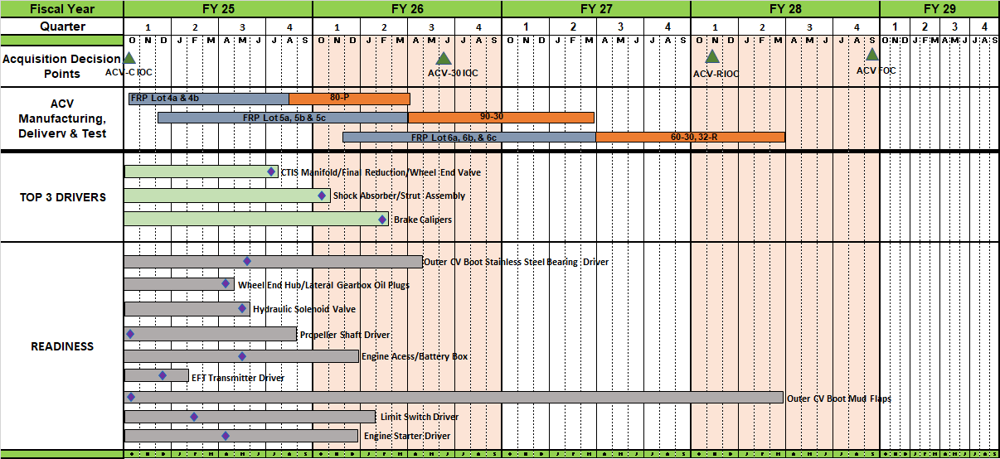 Fiscal Year FY 25 FY 26 FY 27 FY 28 FY 29
Quarter 1 2 3 4 1 2 3 4 1 2 3 4 1 2 3 4 1 2 3 4
O N D J F M A M J J A S O N D J F M A M J J A S O N D J F M A M J J A S O N D J F M A M J J A S O N D J F M A M J J A S
Acquisition Decision
Points
ACV-C IOC ACV-30 IOC ACV-R IOC ACV FOC
ACV
Manufacturing,
Delivery & Test
FRP Lot 4a & 4b 80-P
FRP Lot 5a, 5b & 5c 90-30
FRP Lot 6a, 6b, & 6c 60-30, 32-R
TOP 3 DRIVERS
CTIS Manifold/Final Reduction/Wheel End Valve
Shock Absorber/Strut Assembly
Brake Calipers
READINESS
Outer CV Boot Stainless Steel Bearing Driver
Wheel End Hub/Lateral Gearbox Oil Plugs
Hydraulic Solenoid Valve
Propeller Shaft Driver
Engine Acess/Battery Box
EFT Transmitter Driver
Outer CV Boot Mud Flaps
Limit Switch Driver
Engine Starter Driver
O N D J F M A M J J A S O N D J F M A M J J A S O N D J F M A M J J A S O N D J F M A M J J A S O N D J F M A M J J A S